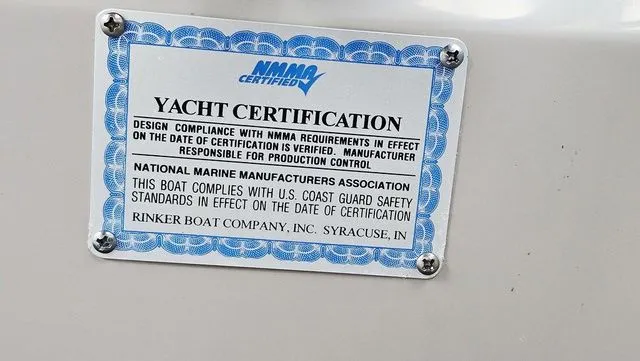 NMMA
CERTIFIED
YACHT CERTIFICATION
DESIGN COMPLIANCE WITH NMMA REQUIREMENTS IN EFFECT
ON THE DATE OF CERTIFICATION IS VERIFIED. MANUFACTURER
RESPONSIBLE FOR PRODUCTION CONTROL
NATIONAL MARINE MANUFACTURERS ASSOCIATION
THIS BOAT COMPLIES WITH U.S. COAST GUARD SAFETY
STANDARDS IN EFFECT ON THE DATE OF CERTIFICATION
RINKER BOAT COMPANY, INC. SYRACUSE, IN